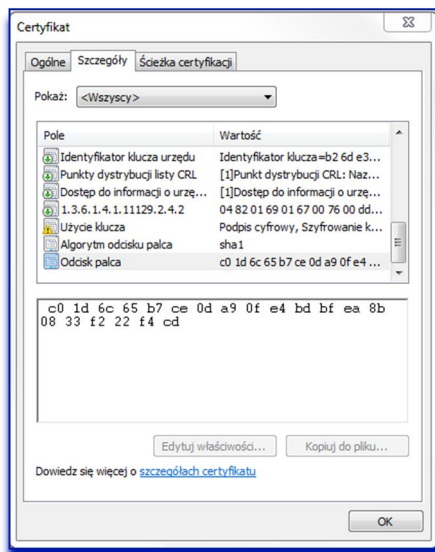 Certyfikat
Ogólne Szczegóły Ścieżka certyfikacji
Pokaż: <Wszyscy>
Pole Wartość
Identyfikator klucza urzędu Identyfikator klucza=b2 6d e3...
Punkty dystrybucji listy CRL [1]Punkt dystrybucji CRL: Naz...
Dostęp do informacji o urzę... [1]Dostęp do informacji o urzę...
1.3.6.1.4.1.11129.2.4.2 04 82 01 69 01 67 00 76 00 dd...
Użycie klucza Podpis cyfrowy, Szyfrowanie k...
Algorytm odcisku palca sha1
Odcisk palca c0 1d 6c 65 b7 ce 0d a9 0f e4 ...
c0 1d 6c 65 b7 ce 0d a9 0f e4 bd bf ea 8b
08 33 f2 22 f4 cd
Edytuj właściwości... Kopiuj do pliku...
Dowiedz się więcej o szczegółach certyfikatu
OK